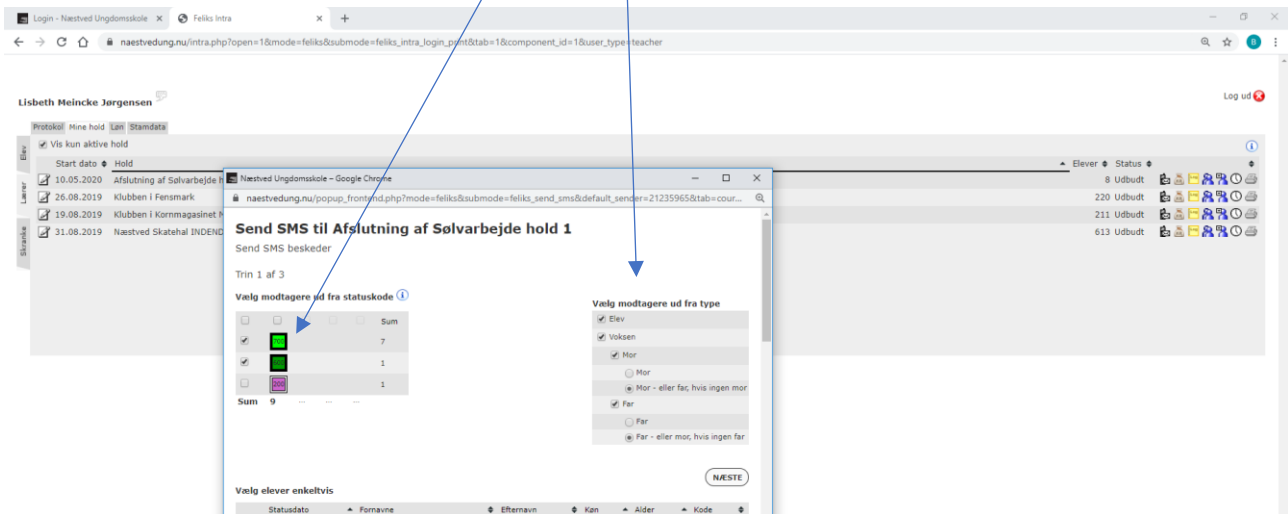 Login - Næstved Ungdomsskole
Feliks Intra
naestvedung.nu/intra.php?open=1&mode=feliks&submode=feliks_intra_login_print&tab=1&component_id=1&user_type=teacher
B
Lisbeth Meincke Jørgensen
Log ud
Protokol Mine hold Løn Stamdata
Elev
Lærer
Skranke
Vis kun aktive hold
Start dato Hold Elever Status
10.05.2020 Afslutning af Sølvarbejde h 8 Udbudt
26.08.2019 Klubben i Fensmark 220 Udbudt
19.08.2019 Klubben i Kornmagasinet 211 Udbudt
31.08.2019 Næstved Skatehal INDEND 613 Udbudt
Næstved Ungdomsskole – Google Chrome
naestvedung.nu/popup_frontend.php?mode=feliks&submode=feliks_send_sms&default_sender=21235965&tab=cour...
Send SMS til Afslutning af Sølvarbejde hold 1
Send SMS beskeder
Trin 1 af 3
Vælg modtagere ud fra statuskode
Sum
7
1
200 1
Sum 9 ... ... ...
Vælg modtagere ud fra type
Elev
Voksen
Mor
Mor
Mor - eller far, hvis ingen mor
Far
Far
Far - eller mor, hvis ingen far
NÆSTE
Vælg elever enkeltvis
Statusdato Fornavne Efternavn Køn Alder Kode